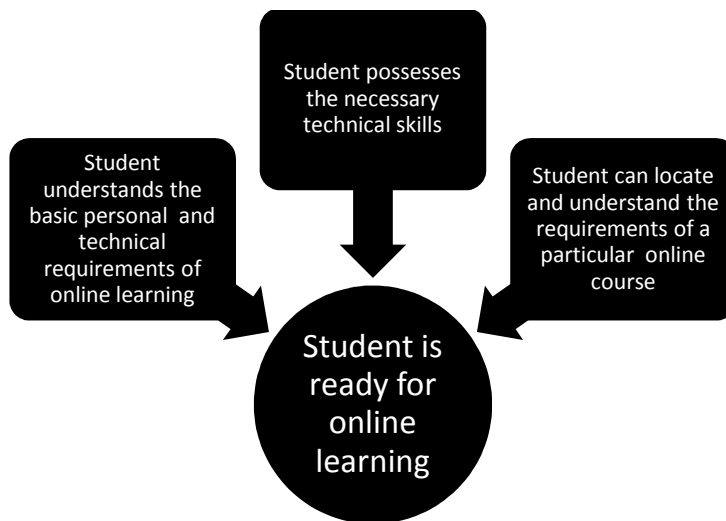 Student possesses
the necessary
technical skills
Student
understands the
basic personal and
technical
requirements of
online learning
Student can locate
and understand the
requirements of a
particular online
course
Student is
ready for
online
learning